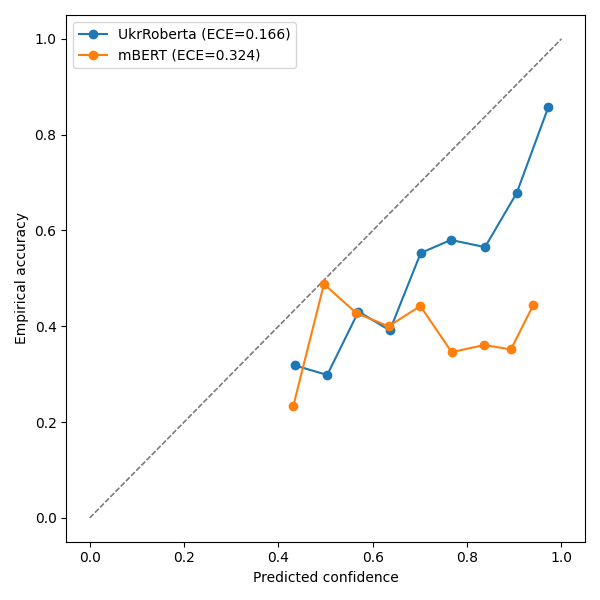 UkrRoberta (ECE=0.166)
mBERT (ECE=0.324)
Empirical accuracy
1.0
0.8
0.6
0.4
0.2
0.0
0.0 0.2 0.4 0.6 0.8 1.0
Predicted confidence